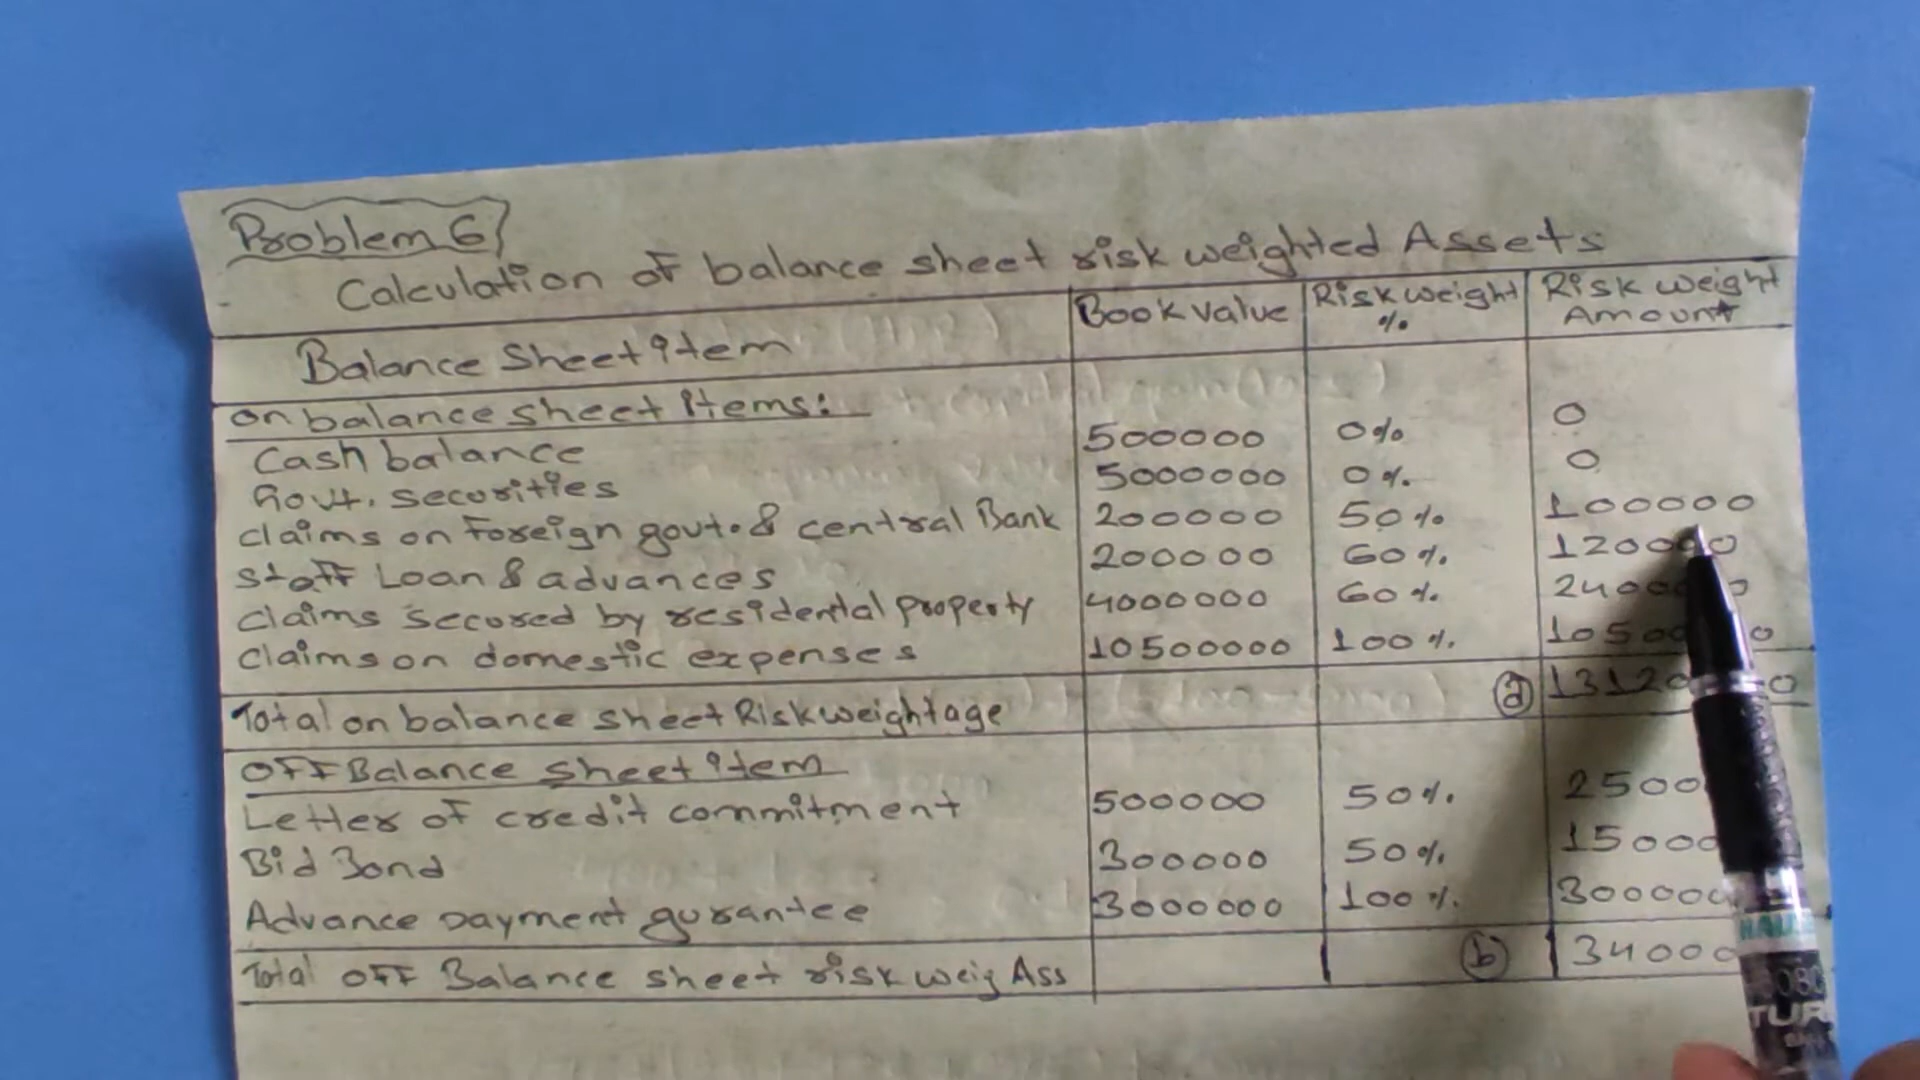 Problem 6
Calculation of balance sheet risk weighted Assets
Balance Sheet item Book value Risk weight % Risk weight Amount
on balance sheet items:
Cash balance 500000 0% 0
Govt. securities 5000000 0% 0
claims on foreign govt. & central Bank 200000 50% 100000
staff Loan & advances 200000 60% 120000
claims secured by residental property 4000000 60%
claims on domestic expenses 10500000 100%
Total on balance sheet Risk weightage a
OFF Balance sheet item
Letter of credit commitment 500000 50%
Bid Bond 300000 50%
Advance payment gurantee 3000000 100%
Total OFF Balance sheet risk weig Ass b